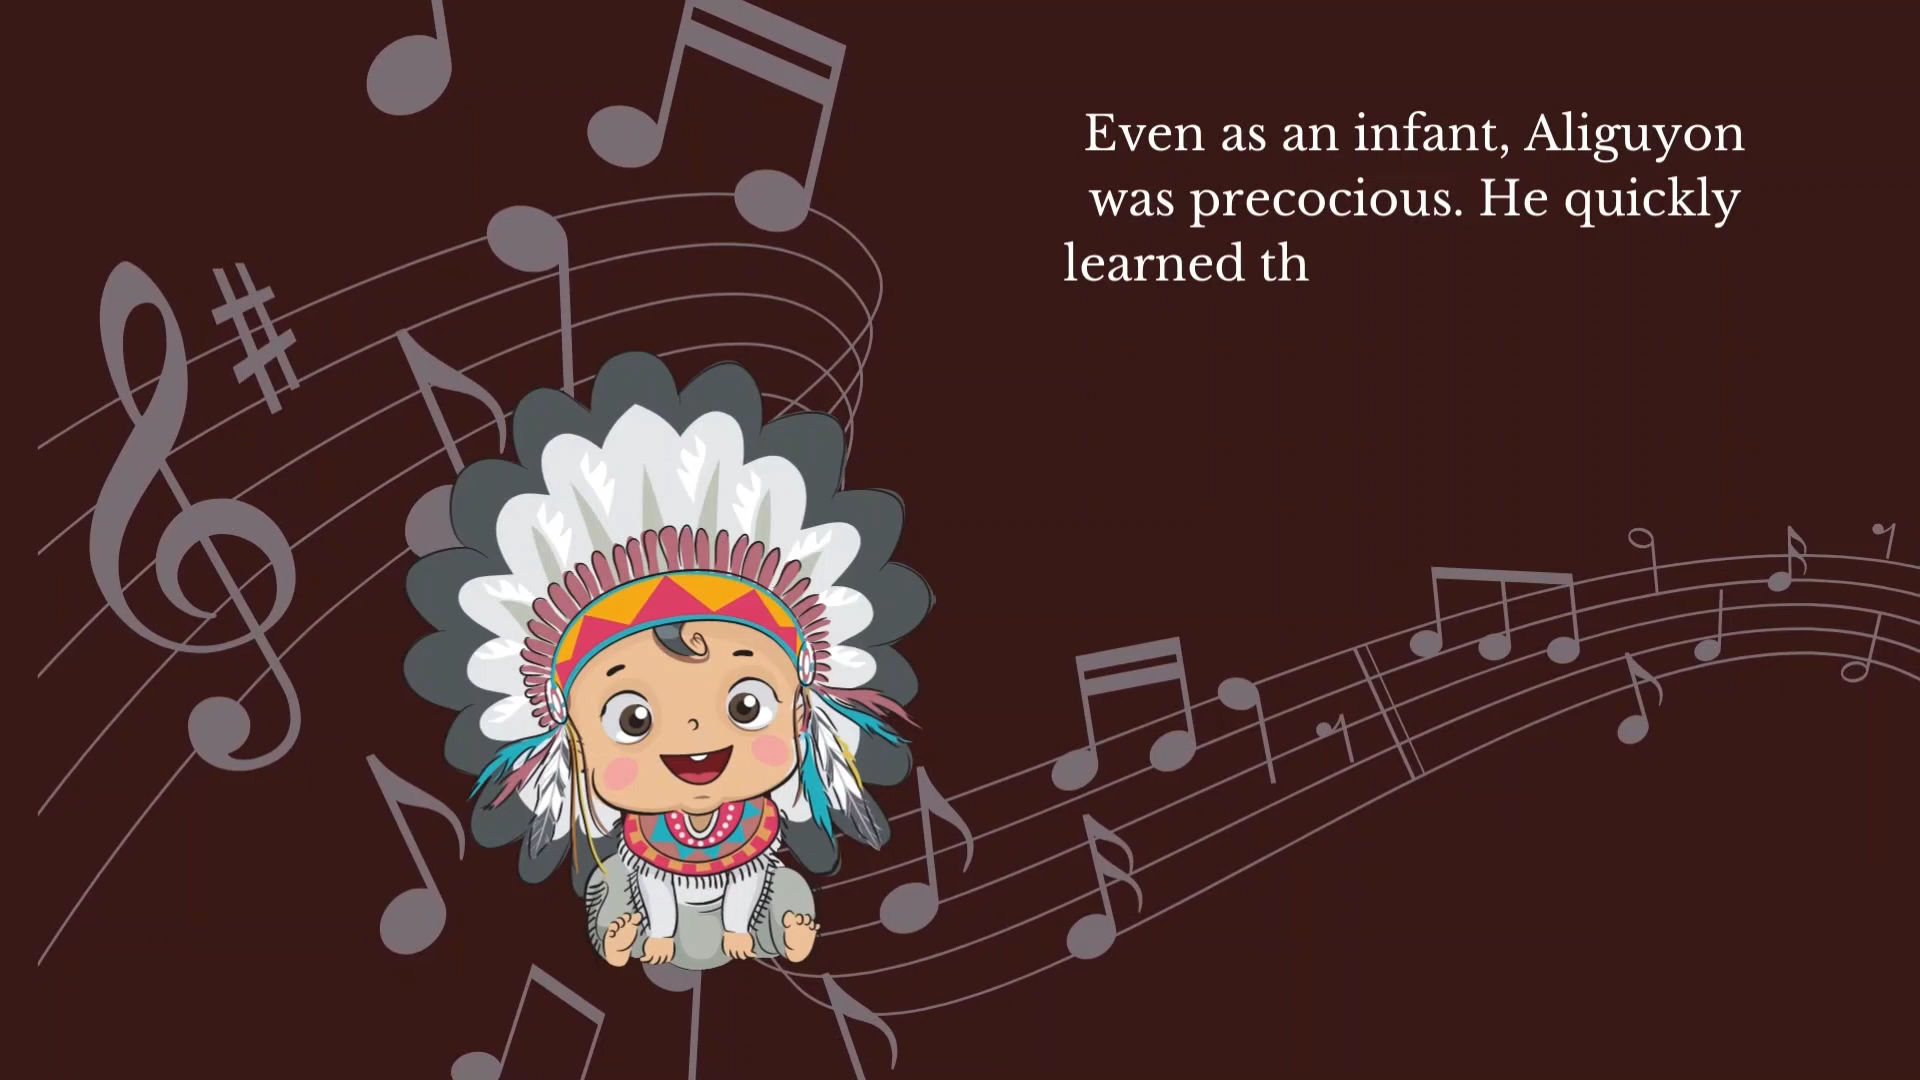 Even as an infant, Aliguyon
was precocious. He quickly
learned th